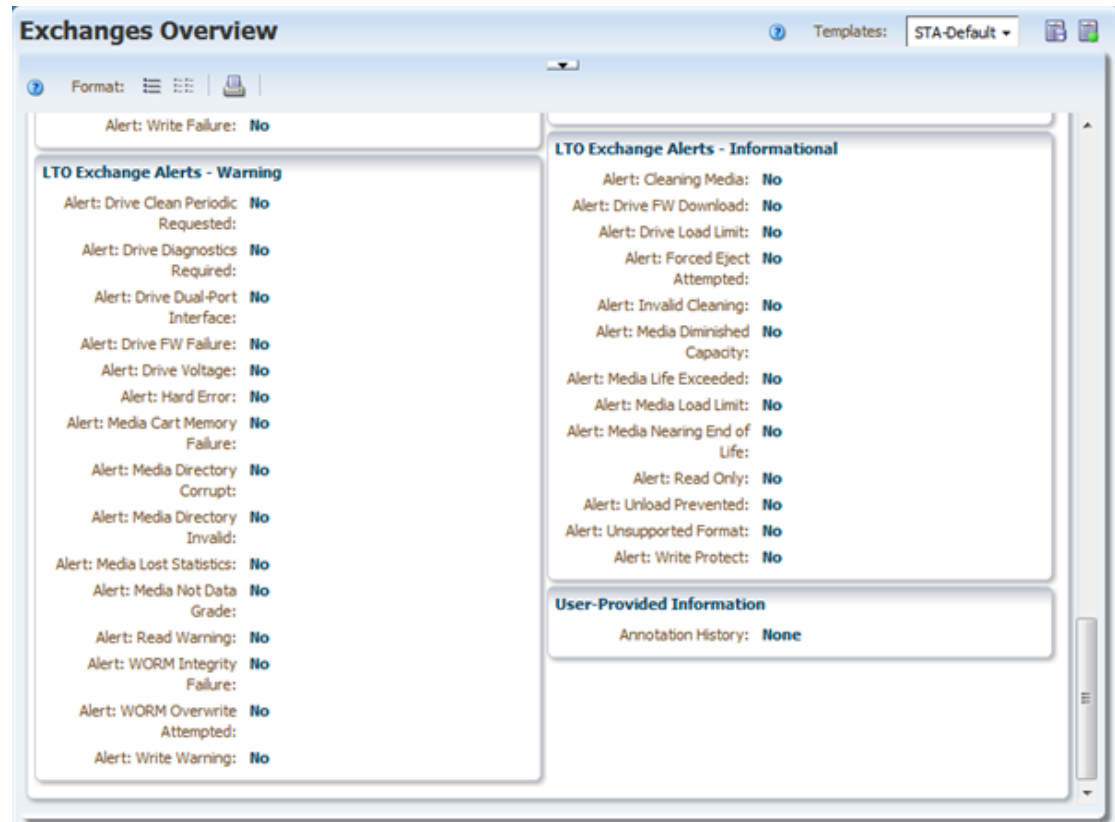 Exchanges Overview
Templates: STA-Default
Format:
Alert: Write Failure: No
LTO Exchange Alerts - Warning
Alert: Drive Clean Periodic No
Requested:
Alert: Drive Diagnostics No
Required:
Alert: Drive Dual-Port No
Interface:
Alert: Drive FW Failure: No
Alert: Drive Voltage: No
Alert: Hard Error: No
Alert: Media Cart Memory No
Failure:
Alert: Media Directory No
Corrupt:
Alert: Media Directory No
Invalid:
Alert: Media Lost Statistics: No
Alert: Media Not Data No
Grade:
Alert: Read Warning: No
Alert: WORM Integrity No
Failure:
Alert: WORM Overwrite No
Attempted:
Alert: Write Warning: No
LTO Exchange Alerts - Informational
Alert: Cleaning Media: No
Alert: Drive FW Download: No
Alert: Drive Load Limit: No
Alert: Forced Eject No
Attempted:
Alert: Invalid Cleaning: No
Alert: Media Diminished No
Capacity:
Alert: Media Life Exceeded: No
Alert: Media Load Limit: No
Alert: Media Nearing End of No
Life:
Alert: Read Only: No
Alert: Unload Prevented: No
Alert: Unsupported Format: No
Alert: Write Protect: No
User-Provided Information
Annotation History: None